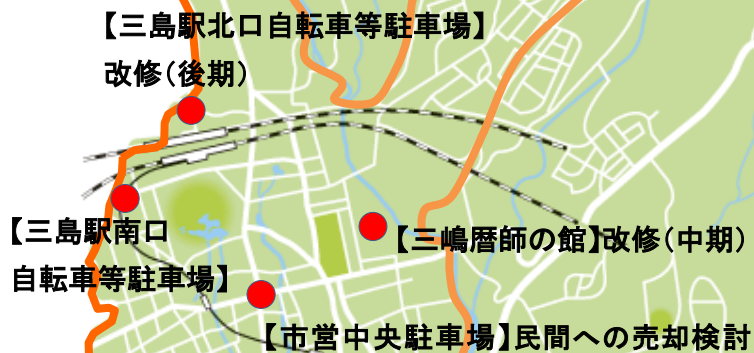 【三島駅北口自転車等駐車場】
改修（後期）
【三島駅南口
自転車等駐車場】
【三嶋暦師の館】改修（中期）
【市営中央駐車場】民間への売却検討